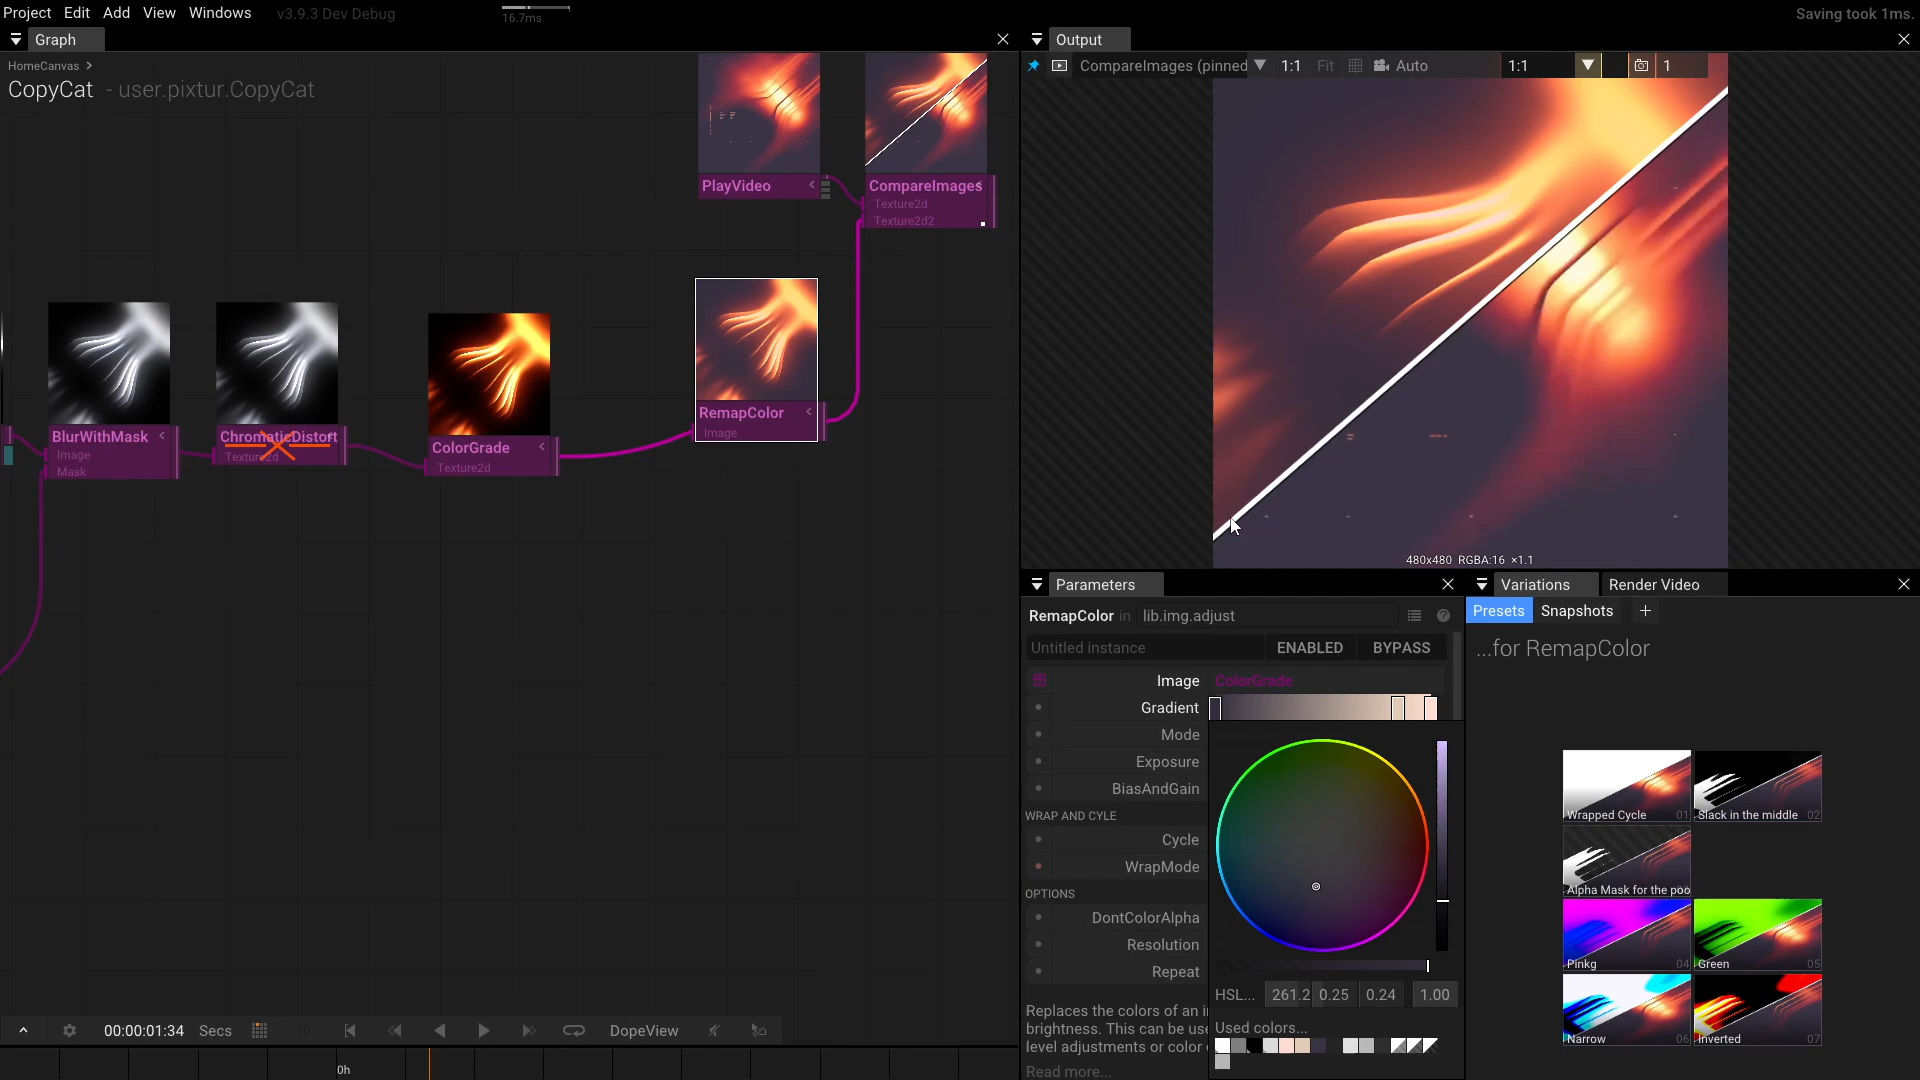 Project Edit Add View Windows v3.9.3 Dev Debug 16.7ms Saving took 1ms.
Graph
HomeCanvas >
CopyCat - user.pixtur.CopyCat
PlayVideo <
CompareImages
Texture2d
Texture2d2
BlurWithMask <
Image
Mask
ChromaticDistort
Texture2d
ColorGrade <
Texture2d
RemapColor <
Image
Output
CompareImages (pinned 1:1 Fit Auto 1:1 1
480x480 RGBA:16 ×1.1
Parameters
RemapColor in lib.img.adjust
Untitled instance ENABLED BYPASS
Image ColorGrade
Gradient
Mode
Exposure
BiasAndGain
WRAP AND CYLE
Cycle
WrapMode
OPTIONS
DontColorAlpha
Resolution
Repeat
HSL... 261.2 0.25 0.24 1.00
Used colors...
Replaces the colors of an i
brightness. This can be use
level adjustments or color
Read more...
Variations Render Video
Presets Snapshots +
...for RemapColor
Wrapped Cycle 01
Slack in the middle 02
Alpha Mask for the poo
Pinkg 04
Green 05
Narrow 06
Inverted 07
00:00:01:34 Secs DopeView
0h